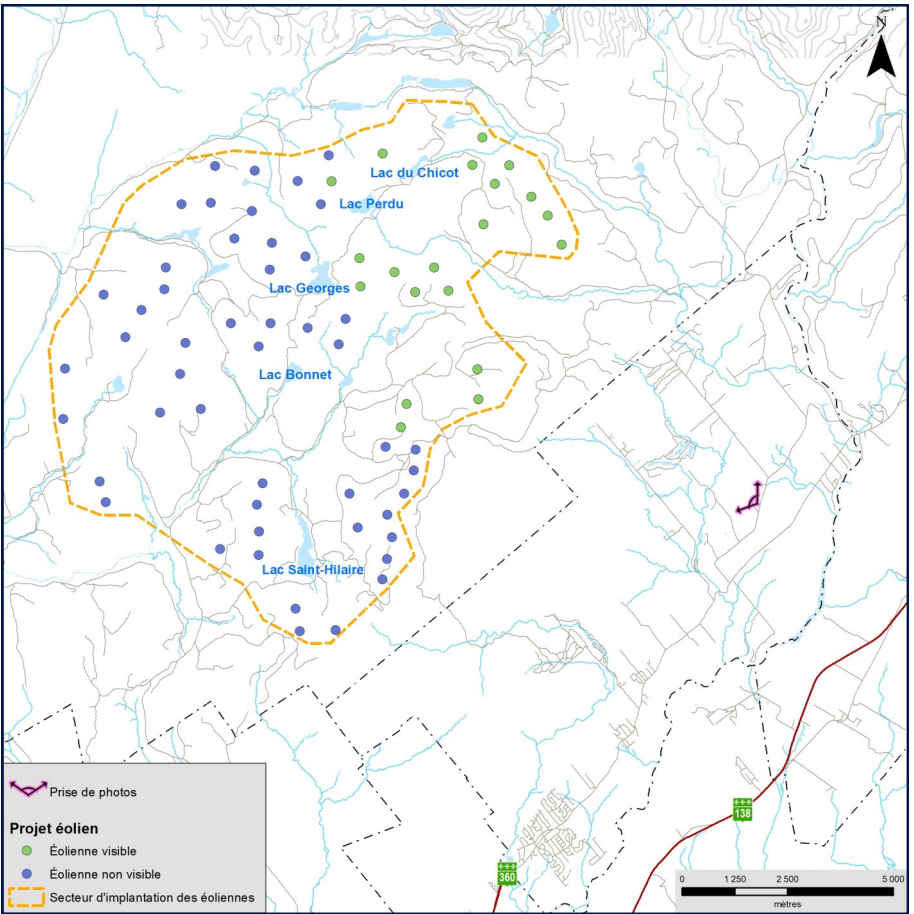 N
Lac du Chicot
Lac Perdu
Lac Georges
Lac Bonnet
Lac Saint-Hilaire
138
360
Prise de photos
Projet éolien
Éolienne visible
Éolienne non visible
Secteur d'implantation des éoliennes
0 1 250 2 500 5 000
mètres